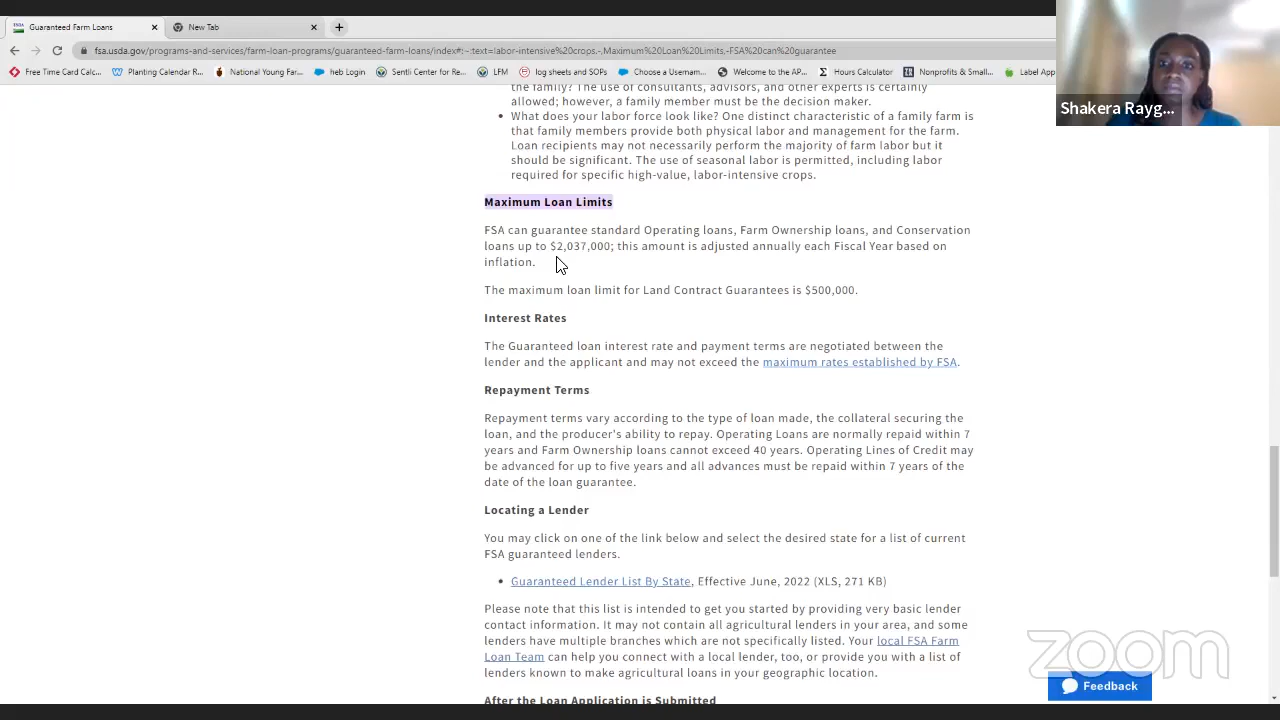 Guaranteed Farm Loans
New Tab
fsa.usda.gov/programs-and-services/farm-loan-programs/guaranteed-farm-loans/index#:~:text=labor-intensive%20crops.-,Maximum%20Loan%20Limits,-FSA%20can%20guarantee
Free Time Card Calc... Planting Calendar R... National Young Far... heb Login Sentli Center for Re... LFM log sheets and SOPs Choose a Usernam... Welcome to the AP... Hours Calculator Nonprofits & Small... Label App
the family? The use of consultants, advisors, and other experts is certainly
allowed; however, a family member must be the decision maker.
• What does your labor force look like? One distinct characteristic of a family farm is
is that family members provide both physical labor and management for the farm.
Loan recipients may not necessarily perform the majority of farm labor but it
should be significant. The use of seasonal labor is permitted, including labor
required for specific high-value, labor-intensive crops.
Maximum Loan Limits
FSA can guarantee standard Operating loans, Farm Ownership loans, and Conservation
loans up to $2,037,000; this amount is adjusted annually each Fiscal Year based on
inflation.
The maximum loan limit for Land Contract Guarantees is $500,000.
Interest Rates
The Guaranteed loan interest rate and payment terms are negotiated between the
lender and the applicant and may not exceed the maximum rates established by FSA.
Repayment Terms
Repayment terms vary according to the type of loan made, the collateral securing the
loan, and the producer's ability to repay. Operating Loans are normally repaid within 7
years and Farm Ownership loans cannot exceed 40 years. Operating Lines of Credit may
be advanced for up to five years and all advances must be repaid within 7 years of the
date of the loan guarantee.
Locating a Lender
You may click on one of the link below and select the desired state for a list of current
FSA guaranteed lenders.
• Guaranteed Lender List By State, Effective June, 2022 (XLS, 271 KB)
Please note that this list is intended to get you started by providing very basic lender
contact information. It may not contain all agricultural lenders in your area, and some
lenders have multiple branches which are not specifically listed. Your local FSA Farm
Loan Team can help you connect with a local lender, too, or provide you with a list of
lenders known to make agricultural loans in your geographic location.
After the Loan Application is Submitted
Shakera Rayg...
zoom
Feedback